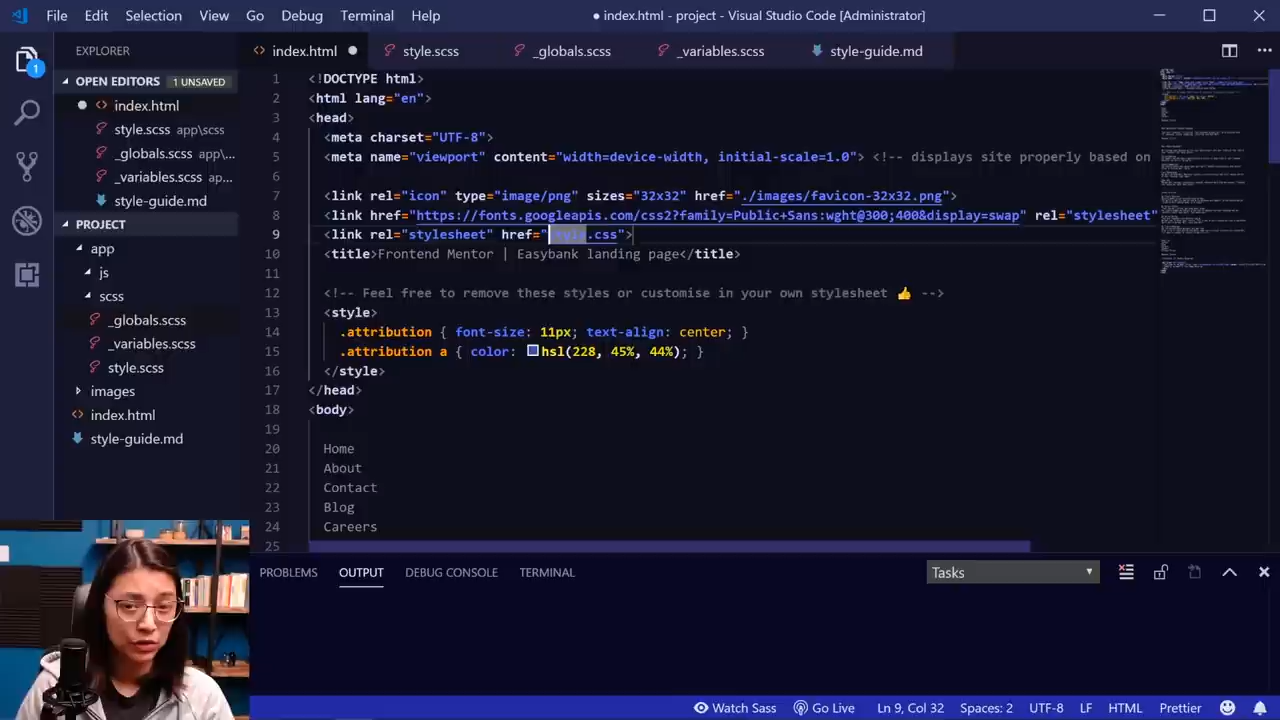 File Edit Selection View Go Debug Terminal Help
● index.html - project - Visual Studio Code [Administrator]
EXPLORER
index.html
style.scss
_globals.scss
_variables.scss
style-guide.md
1
OPEN EDITORS 1 UNSAVED
index.html
style.scss app\scss
_globals.scss app\...
_variables.scss ap...
style-guide.md
PROJECT
app
js
scss
_globals.scss
_variables.scss
style.scss
images
index.html
style-guide.md
1 <!DOCTYPE html>
2 <html lang="en">
3 <head>
4 <meta charset="UTF-8">
5 <meta name="viewport" content="width=device-width, initial-scale=1.0"> <!-- displays site properly based on
6
7 <link rel="icon" type="image/png" sizes="32x32" href="./images/favicon-32x32.png">
8 <link href="https://fonts.googleapis.com/css2?family=Public+Sans:wght@300;400&display=swap" rel="stylesheet"
9 <link rel="stylesheet" href="style.css">
10 <title>Frontend Mentor | Easybank landing page</title>
11
12 <!-- Feel free to remove these styles or customise in your own stylesheet 👍 -->
13 <style>
14 .attribution { font-size: 11px; text-align: center; }
15 .attribution a { color: hsl(228, 45%, 44%); }
16 </style>
17 </head>
18 <body>
19
20 Home
21 About
22 Contact
23 Blog
24 Careers
25
PROBLEMS OUTPUT DEBUG CONSOLE TERMINAL
Tasks
Watch Sass Go Live Ln 9, Col 32 Spaces: 2 UTF-8 LF HTML Prettier